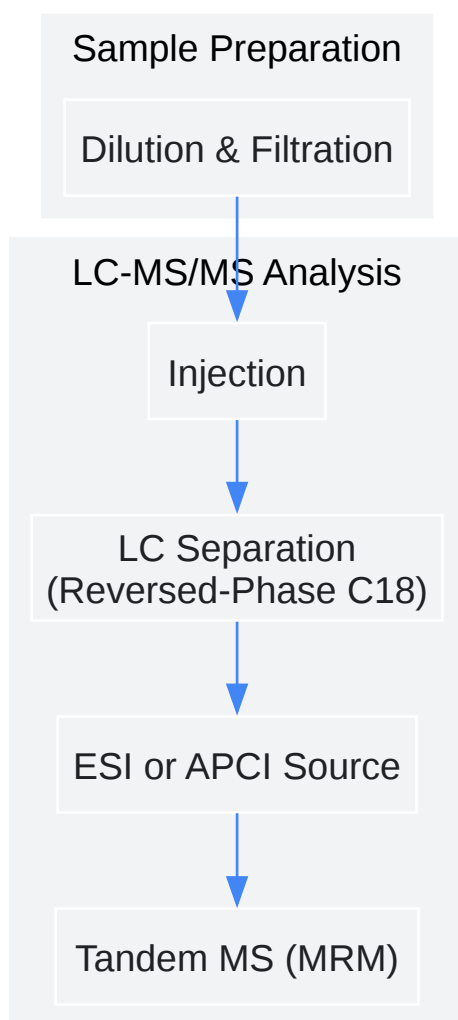 Sample Preparation
Dilution & Filtration
LC-MS/MS Analysis
Injection
LC Separation
(Reversed-Phase C18)
ESI or APCI Source
Tandem MS (MRM)